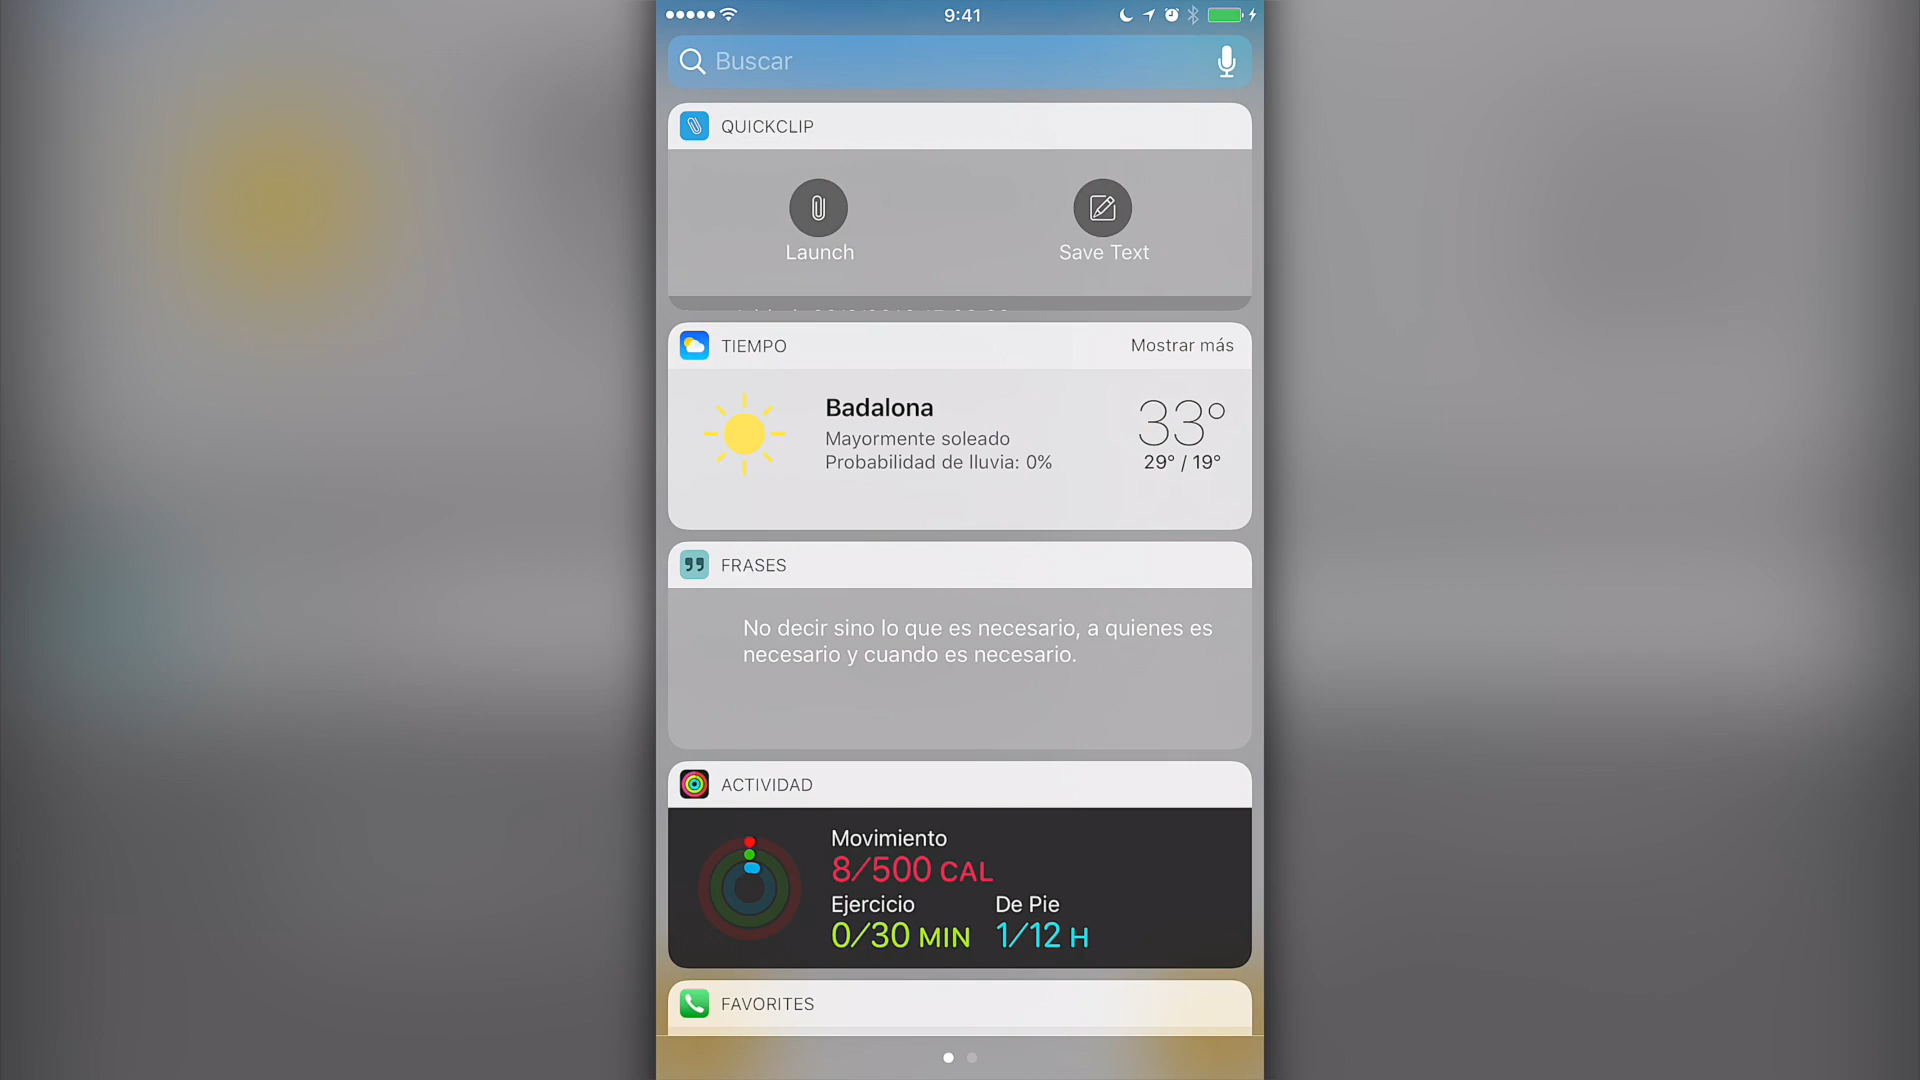 9:41
Buscar
QUICKCLIP
Launch Save Text
TIEMPO Mostrar más
Badalona 33°
Mayormente soleado
Probabilidad de lluvia: 0% 29° / 19°
FRASES
No decir sino lo que es necesario, a quienes es
necesario y cuando es necesario.
ACTIVIDAD
Movimiento
8/500 CAL
Ejercicio De Pie
0/30 MIN 1/12 H
FAVORITES